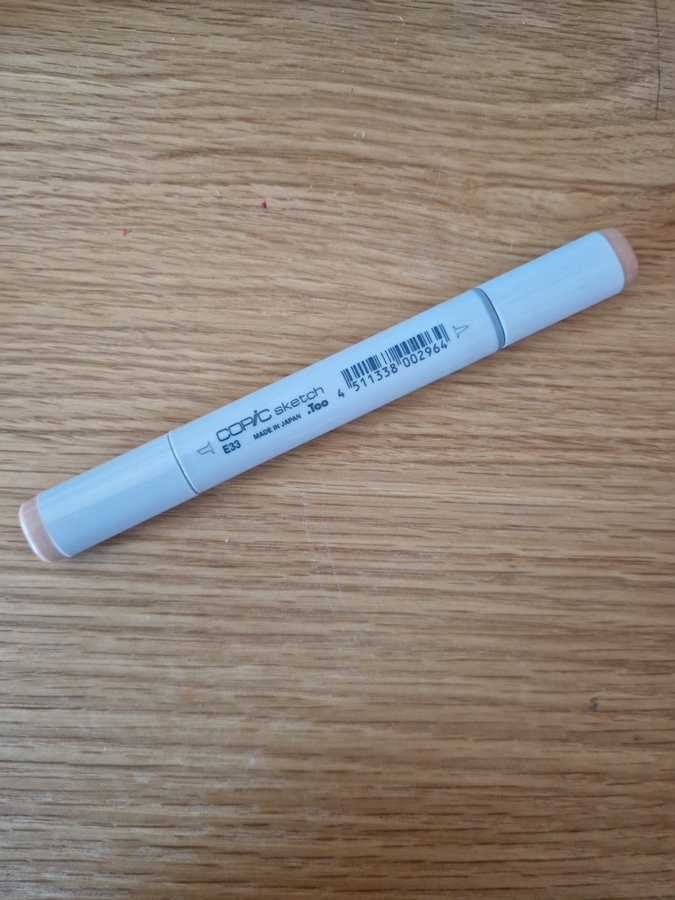 COPIC sketch
E33 MADE IN JAPAN .Too
4 511338 002964